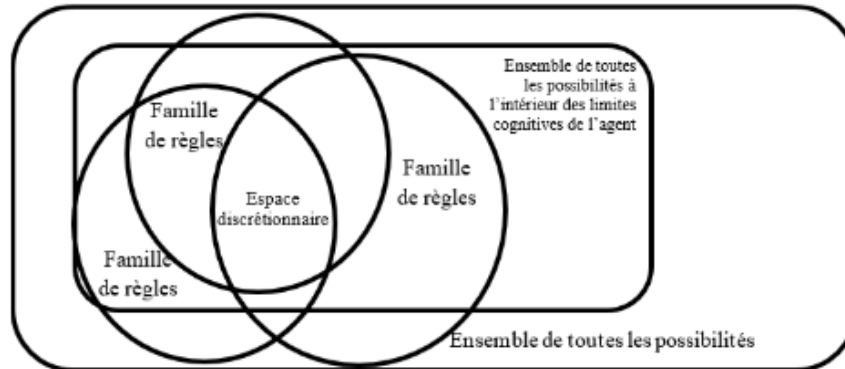 Ensemble de toutes
les possibilités à
l'intérieur des limites
cognitives de l'agent
Famille
de règles
Famille
de règles
Espace
discrétionnaire
Famille
de règles
Ensemble de toutes les possibilités